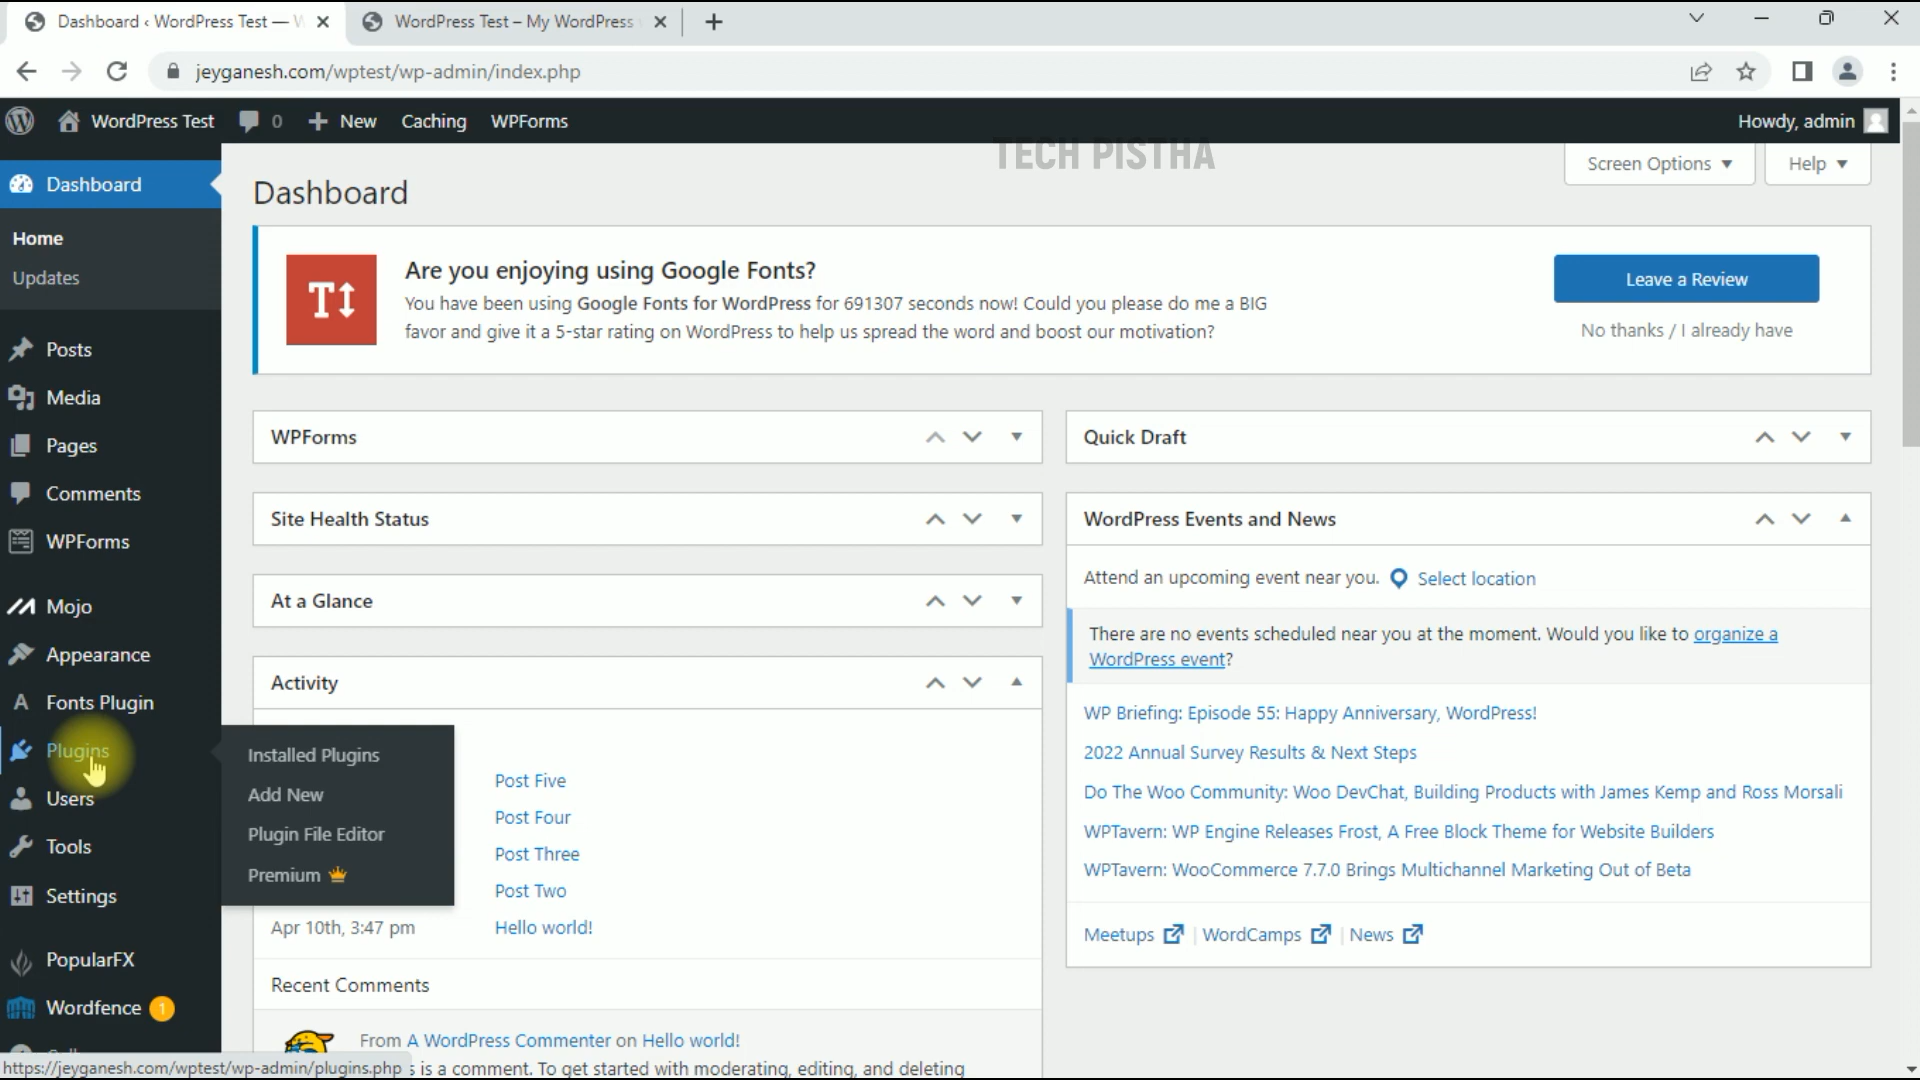 Dashboard ‹ WordPress Test — W
WordPress Test – My WordPress
jeyganesh.com/wptest/wp-admin/index.php
WordPress Test
0
New
Caching
WPForms
Howdy, admin
TECH PISTHA
Screen Options
Help
Dashboard
Home
Updates
Posts
Media
Pages
Comments
WPForms
Mojo
Appearance
Fonts Plugin
Plugins
Users
Tools
Settings
PopularFX
Wordfence 1
Installed Plugins
Add New
Plugin File Editor
Premium
Dashboard
Are you enjoying using Google Fonts?
You have been using Google Fonts for WordPress for 691307 seconds now! Could you please do me a BIG
favor and give it a 5-star rating on WordPress to help us spread the word and boost our motivation?
Leave a Review
No thanks / I already have
WPForms
Site Health Status
At a Glance
Activity
Post Five
Post Four
Post Three
Post Two
Apr 10th, 3:47 pm
Hello world!
Recent Comments
From A WordPress Commenter on Hello world!
s is a comment. To get started with moderating, editing, and deleting
Quick Draft
WordPress Events and News
Attend an upcoming event near you.
Select location
There are no events scheduled near you at the moment. Would you like to organize a
WordPress event?
WP Briefing: Episode 55: Happy Anniversary, WordPress!
2022 Annual Survey Results & Next Steps
Do The Woo Community: Woo DevChat, Building Products with James Kemp and Ross Morsali
WPTavern: WP Engine Releases Frost, A Free Block Theme for Website Builders
WPTavern: WooCommerce 7.7.0 Brings Multichannel Marketing Out of Beta
Meetups | WordCamps | News
https://jeyganesh.com/wptest/wp-admin/plugins.php